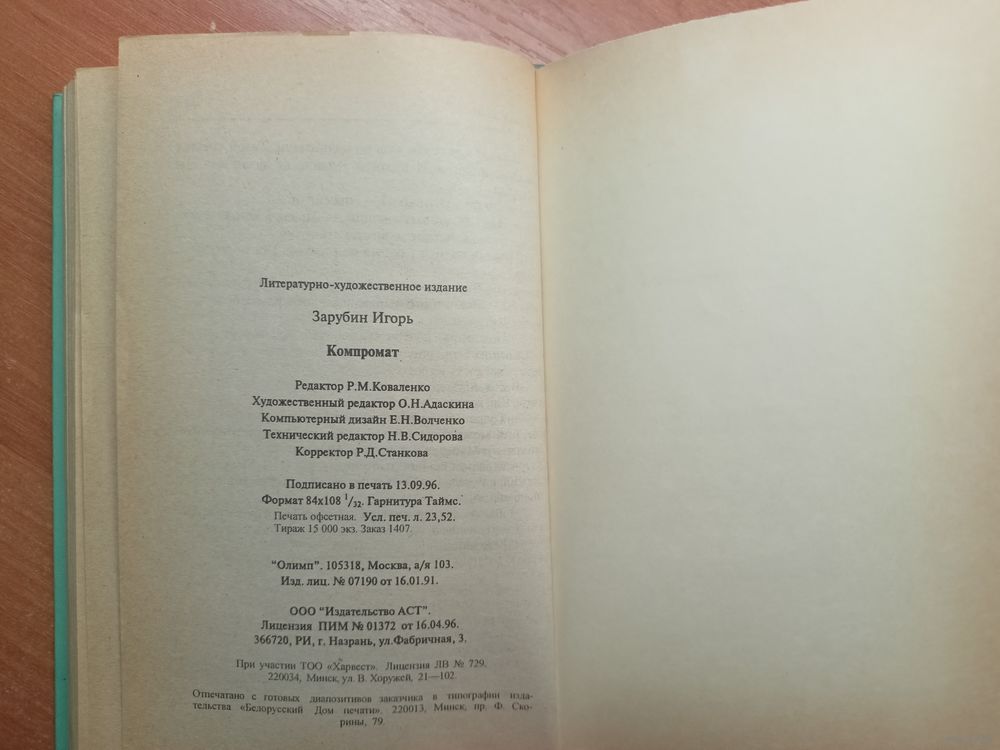 Литературно-художественное издание
Зарубин Игорь
Компромат
Редактор Р.М.Коваленко
Художественный редактор О.Н.Адаскина
Компьютерный дизайн Е.Н.Волченко
Технический редактор Н.В.Сидорова
Корректор Р.Д.Станкова
Подписано в печать 13.09.96.
Формат 84х108 1/32. Гарнитура Таймс.
Печать офсетная. Усл. печ. л. 23,52.
Тираж 15 000 экз. Заказ 1407.
"Олимп". 105318, Москва, а/я 103.
Изд. лиц. № 07190 от 16.01.91.
ООО "Издательство АСТ".
Лицензия ПИМ № 01372 от 16.04.96.
366720, РИ, г. Назрань, ул.Фабричная, 3.
При участии ТОО «Харвест». Лицензия ЛВ № 729.
220034, Минск, ул. В. Хоружей, 21—102.
Отпечатано с готовых диапозитивов заказчика в типографии изда-
тельства «Белорусский Дом печати». 220013, Минск, пр. Ф. Ско-
рины, 79.